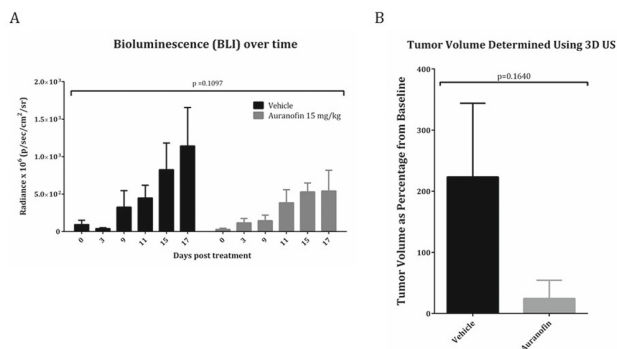 A
Bioluminescence (BLI) over time
2.0×10³
1.5×10³
1.0×10³
5.0×10²
0
Radiance x 10⁶ (p/sec/cm²/sr)
p =0.1097
Vehicle
Auranofin 15 mg/kg
0 3 9 11 15 17 0 3 9 11 15 17
Days post treatment
B
Tumor Volume Determined Using 3D US
400
300
200
100
0
Tumor Volume as Percentage from Baseline
p=0.1640
Vehicle
Auranofin